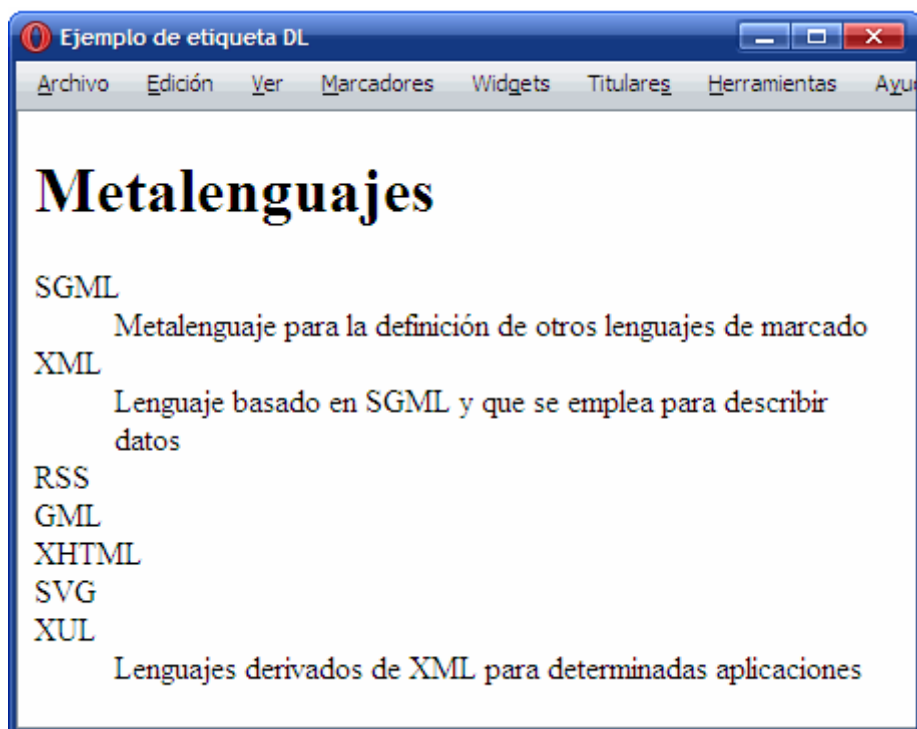 Ejemplo de etiqueta DL
Archivo Edición Ver Marcadores Widgets Titulares Herramientas
Metalenguajes
SGML
Metalenguaje para la definición de otros lenguajes de marcado
XML
Lenguaje basado en SGML y que se emplea para describir
datos
RSS
GML
XHTML
SVG
XUL
Lenguajes derivados de XML para determinadas aplicaciones